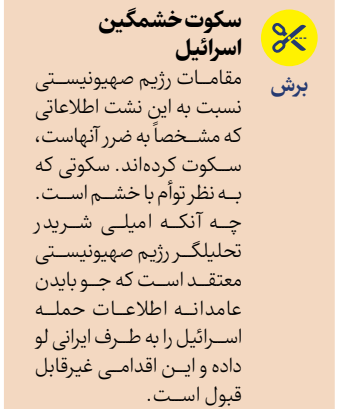 سکوت خشمگین
اسرائیل
برش
مقامات رژیم صهیونیستی
نسبت به این نشت اطلاعاتی
که مشخصاً به ضرر آنهاست،
سکوت کرده‌اند. سکوتی که
به نظر توأم با خشم است.
چه آنکه امیلی شریدر
تحلیلگر رژیم صهیونیستی
معتقد است که جو بایدن
عامدانه اطلاعات حمله
اسرائیل را به طرف ایرانی لو
داده و این اقدامی غیرقابل
قبول است.